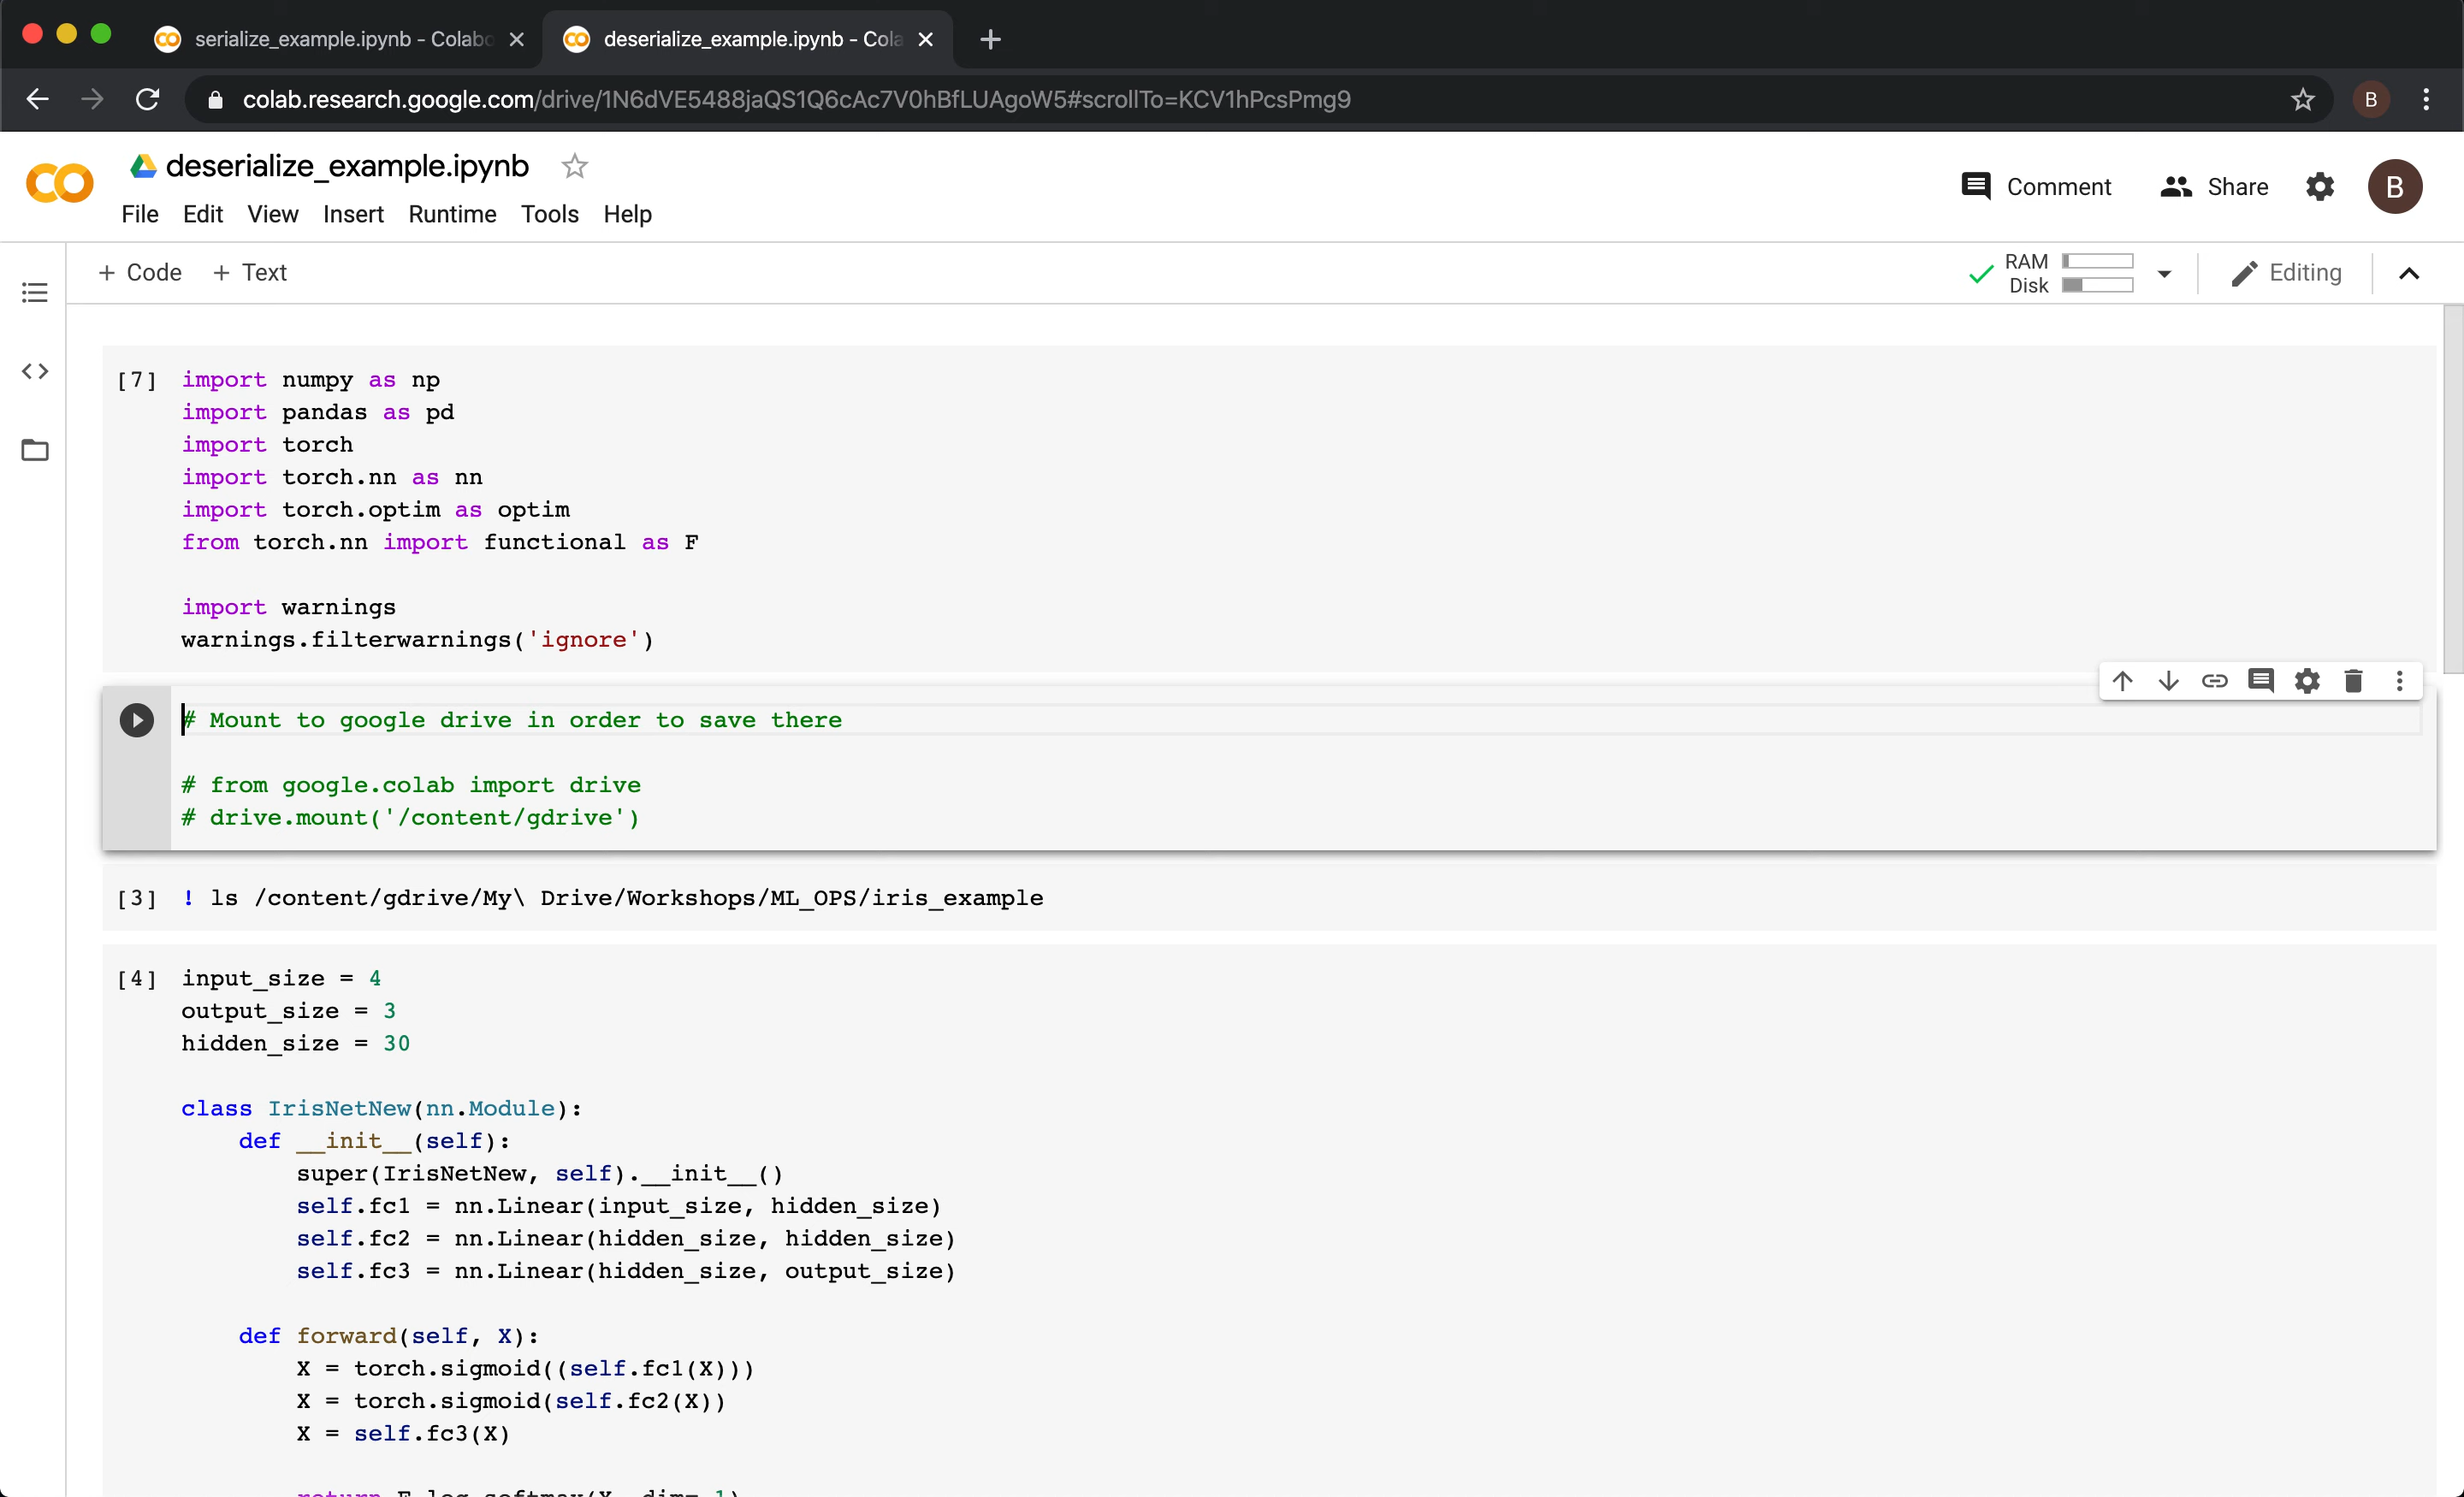 serialize_example.ipynb - Colabo
deserialize_example.ipynb - Cola
colab.research.google.com/drive/1N6dVE5488jaQS1Q6cAc7V0hBfLUAgoW5#scrollTo=KCV1hPcsPmg9
B
deserialize_example.ipynb
File Edit View Insert Runtime Tools Help
Comment Share B
+ Code + Text
RAM
Disk
Editing
[7] import numpy as np
import pandas as pd
import torch
import torch.nn as nn
import torch.optim as optim
from torch.nn import functional as F
import warnings
warnings.filterwarnings('ignore')
# Mount to google drive in order to save there
# from google.colab import drive
# drive.mount('/content/gdrive')
[3] ! ls /content/gdrive/My\ Drive/Workshops/ML_OPS/iris_example
[4] input_size = 4
output_size = 3
hidden_size = 30
class IrisNetNew(nn.Module):
def __init__(self):
super(IrisNetNew, self).__init__()
self.fc1 = nn.Linear(input_size, hidden_size)
self.fc2 = nn.Linear(hidden_size, hidden_size)
self.fc3 = nn.Linear(hidden_size, output_size)
def forward(self, X):
X = torch.sigmoid((self.fc1(X)))
X = torch.sigmoid(self.fc2(X))
X = self.fc3(X)
return F.log_softmax(X, dim=